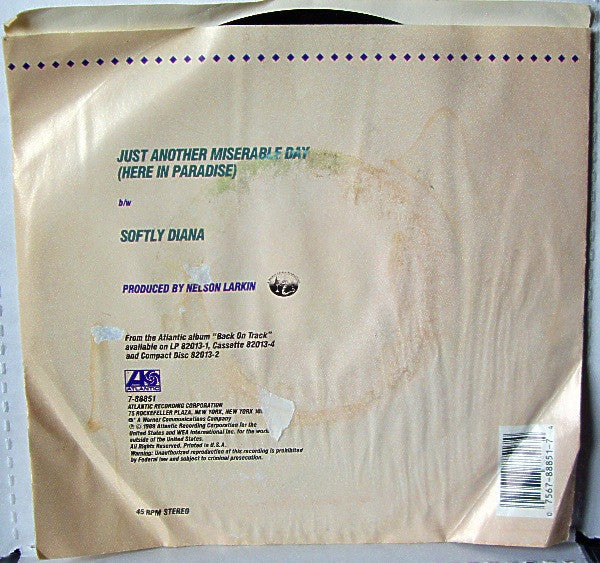 JUST ANOTHER MISERABLE DAY
(HERE IN PARADISE)
b/w
SOFTLY DIANA
PRODUCED BY NELSON LARKIN
From the Atlantic album "Back On Track"
available on LP 82013-1, Cassette 82013-4
and Compact Disc 82013-2
ATLANTIC
7-88851
ATLANTIC RECORDING CORPORATION
75 ROCKEFELLER PLAZA, NEW YORK, NEW YORK
A Warner Communications Company
℗ © 1989 Atlantic Recording Corporation for the
United States and WEA International Inc. for the world
outside of the United States.
All Rights Reserved. Printed in U.S.A.
Warning: Unauthorized reproduction of this recording is prohibited
by Federal law and subject to criminal prosecution.
45 RPM STEREO
0 7567-88851-7 4